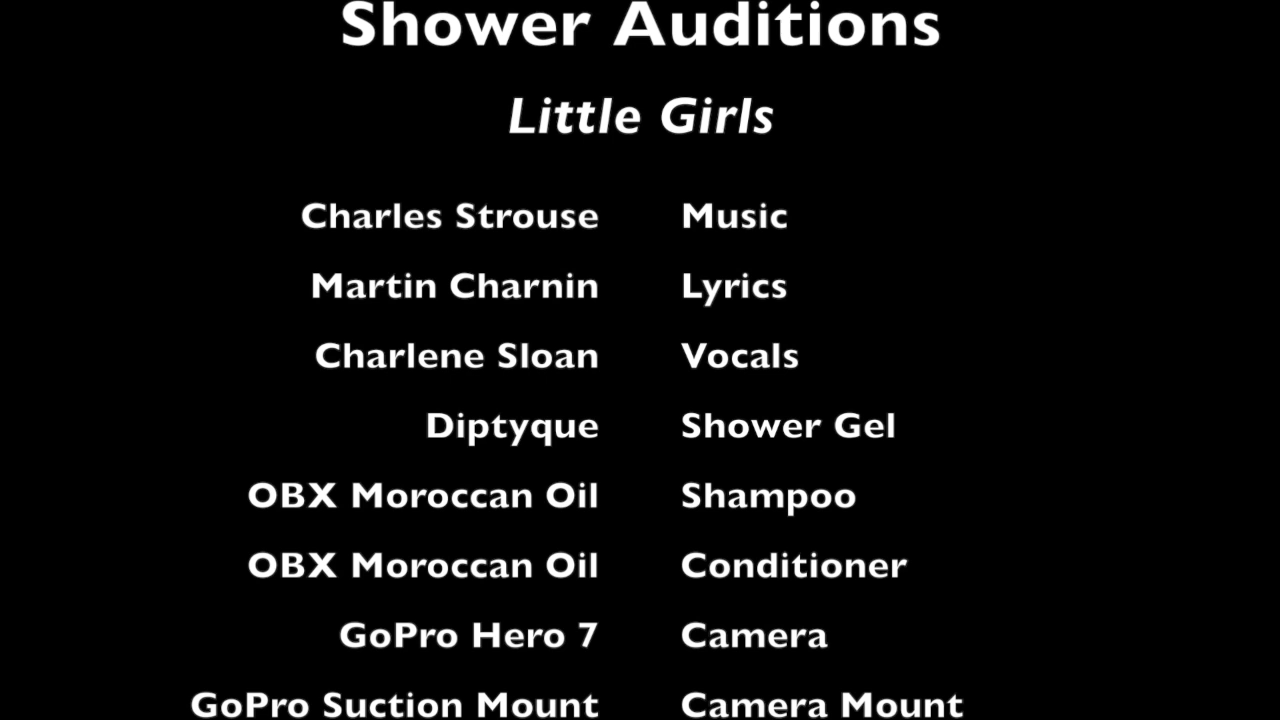 Shower Auditions
Little Girls
Charles Strouse Music
Martin Charnin Lyrics
Charlene Sloan Vocals
Diptyque Shower Gel
OBX Moroccan Oil Shampoo
OBX Moroccan Oil Conditioner
GoPro Hero 7 Camera
GoPro Suction Mount Camera Mount